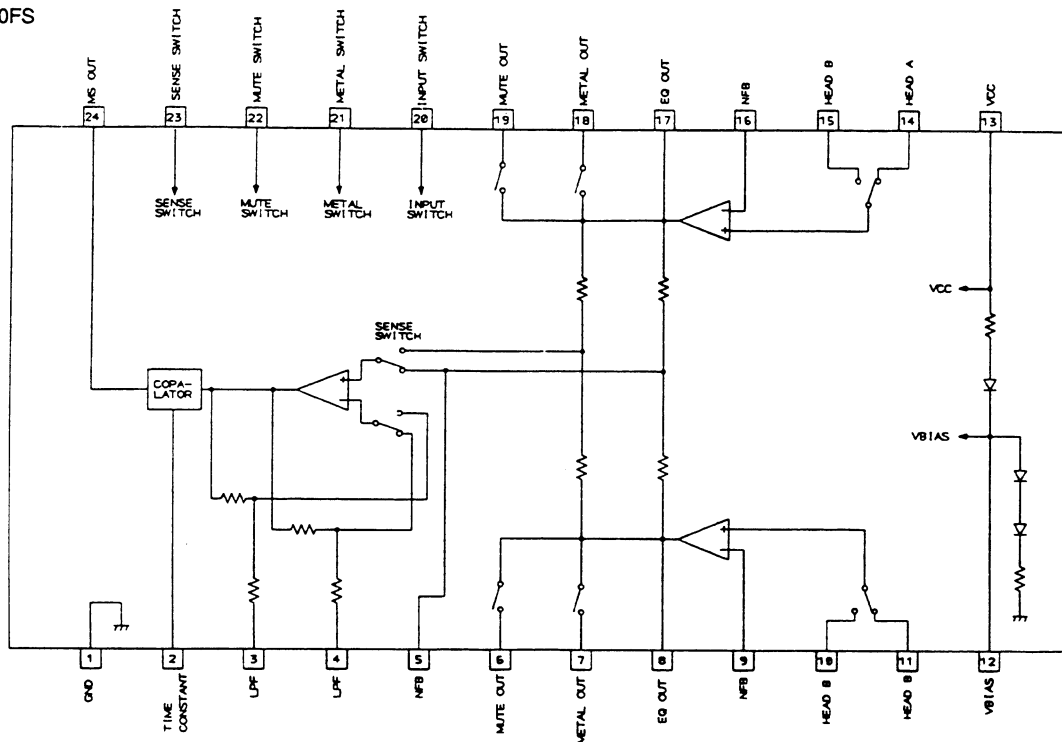 0FS
MS OUT
SENSE SWITCH
MUTE SWITCH
METAL SWITCH
INPUT SWITCH
MUTE OUT
METAL OUT
EQ OUT
NFB
HEAD B
HEAD A
VCC
24
23
22
21
20
19
18
17
16
15
14
13
SENSE
SWITCH
MUTE
SWITCH
METAL
SWITCH
INPUT
SWITCH
VCC
SENSE
SWITCH
COPA-
LATOR
VBIAS
1
2
3
4
5
6
7
8
9
10
11
12
GND
TIME
CONSTANT
LPF
LPF
NFB
MUTE OUT
METAL OUT
EQ OUT
NFB
HEAD B
HEAD B
VBIAS